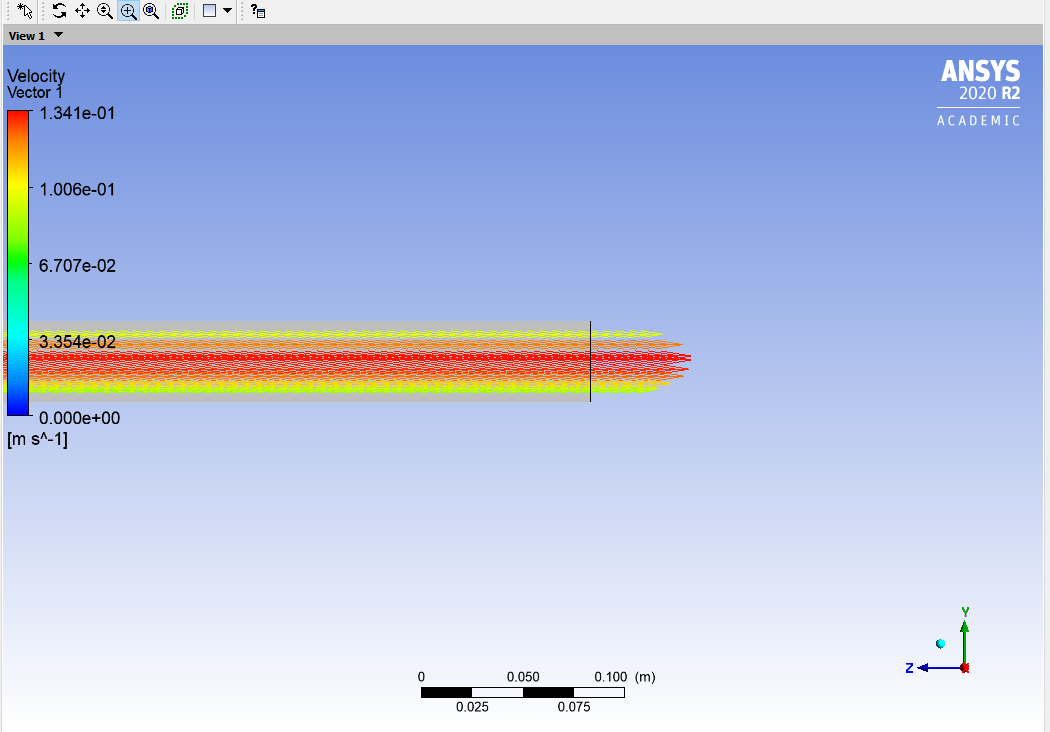 View 1
Velocity
Vector 1
1.341e-01
1.006e-01
6.707e-02
3.354e-02
0.000e+00
[m s^-1]
ANSYS
2020 R2
ACADEMIC
Y
Z
0 0.050 0.100 (m)
0.025 0.075